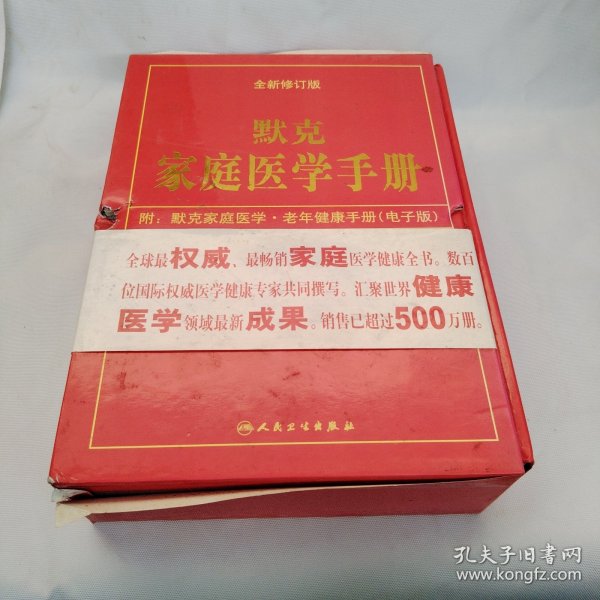 全新修订版
默克
家庭医学手册
附：默克家庭医学·老年健康手册（电子版）
全球最权威、最畅销家庭医学健康全书。数百
位国际权威医学健康专家共同撰写。汇聚世界健康
医学领域最新成果。销售已超过500万册。
人民卫生出版社
孔夫子旧书网
www.kongfz.com